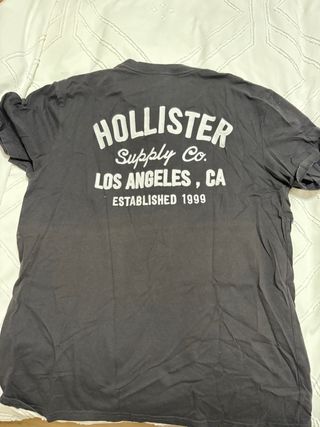 HOLLISTER
Supply Co.
LOS ANGELES , CA
ESTABLISHED 1999